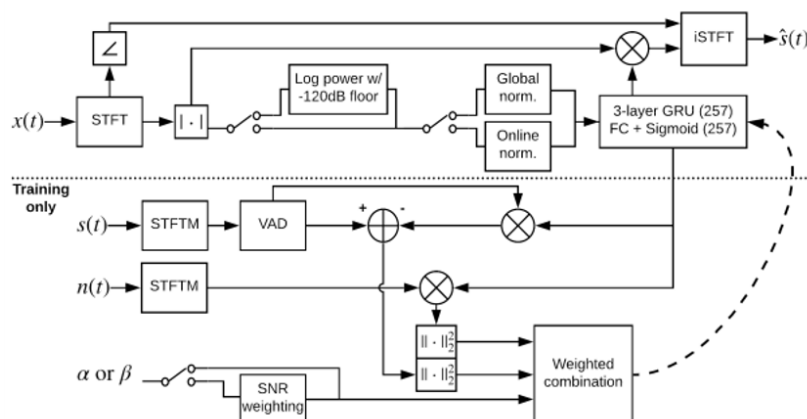 ∠
iSTFT
ŝ(t)
Log power w/
-120dB floor
Global
norm.
x(t)
STFT
|·|
3-layer GRU (257)
FC + Sigmoid (257)
Online
norm.
Training
only
+
-
s(t)
STFTM
VAD
n(t)
STFTM
||·||²₂
||·||²₂
Weighted
combination
α or β
SNR
weighting